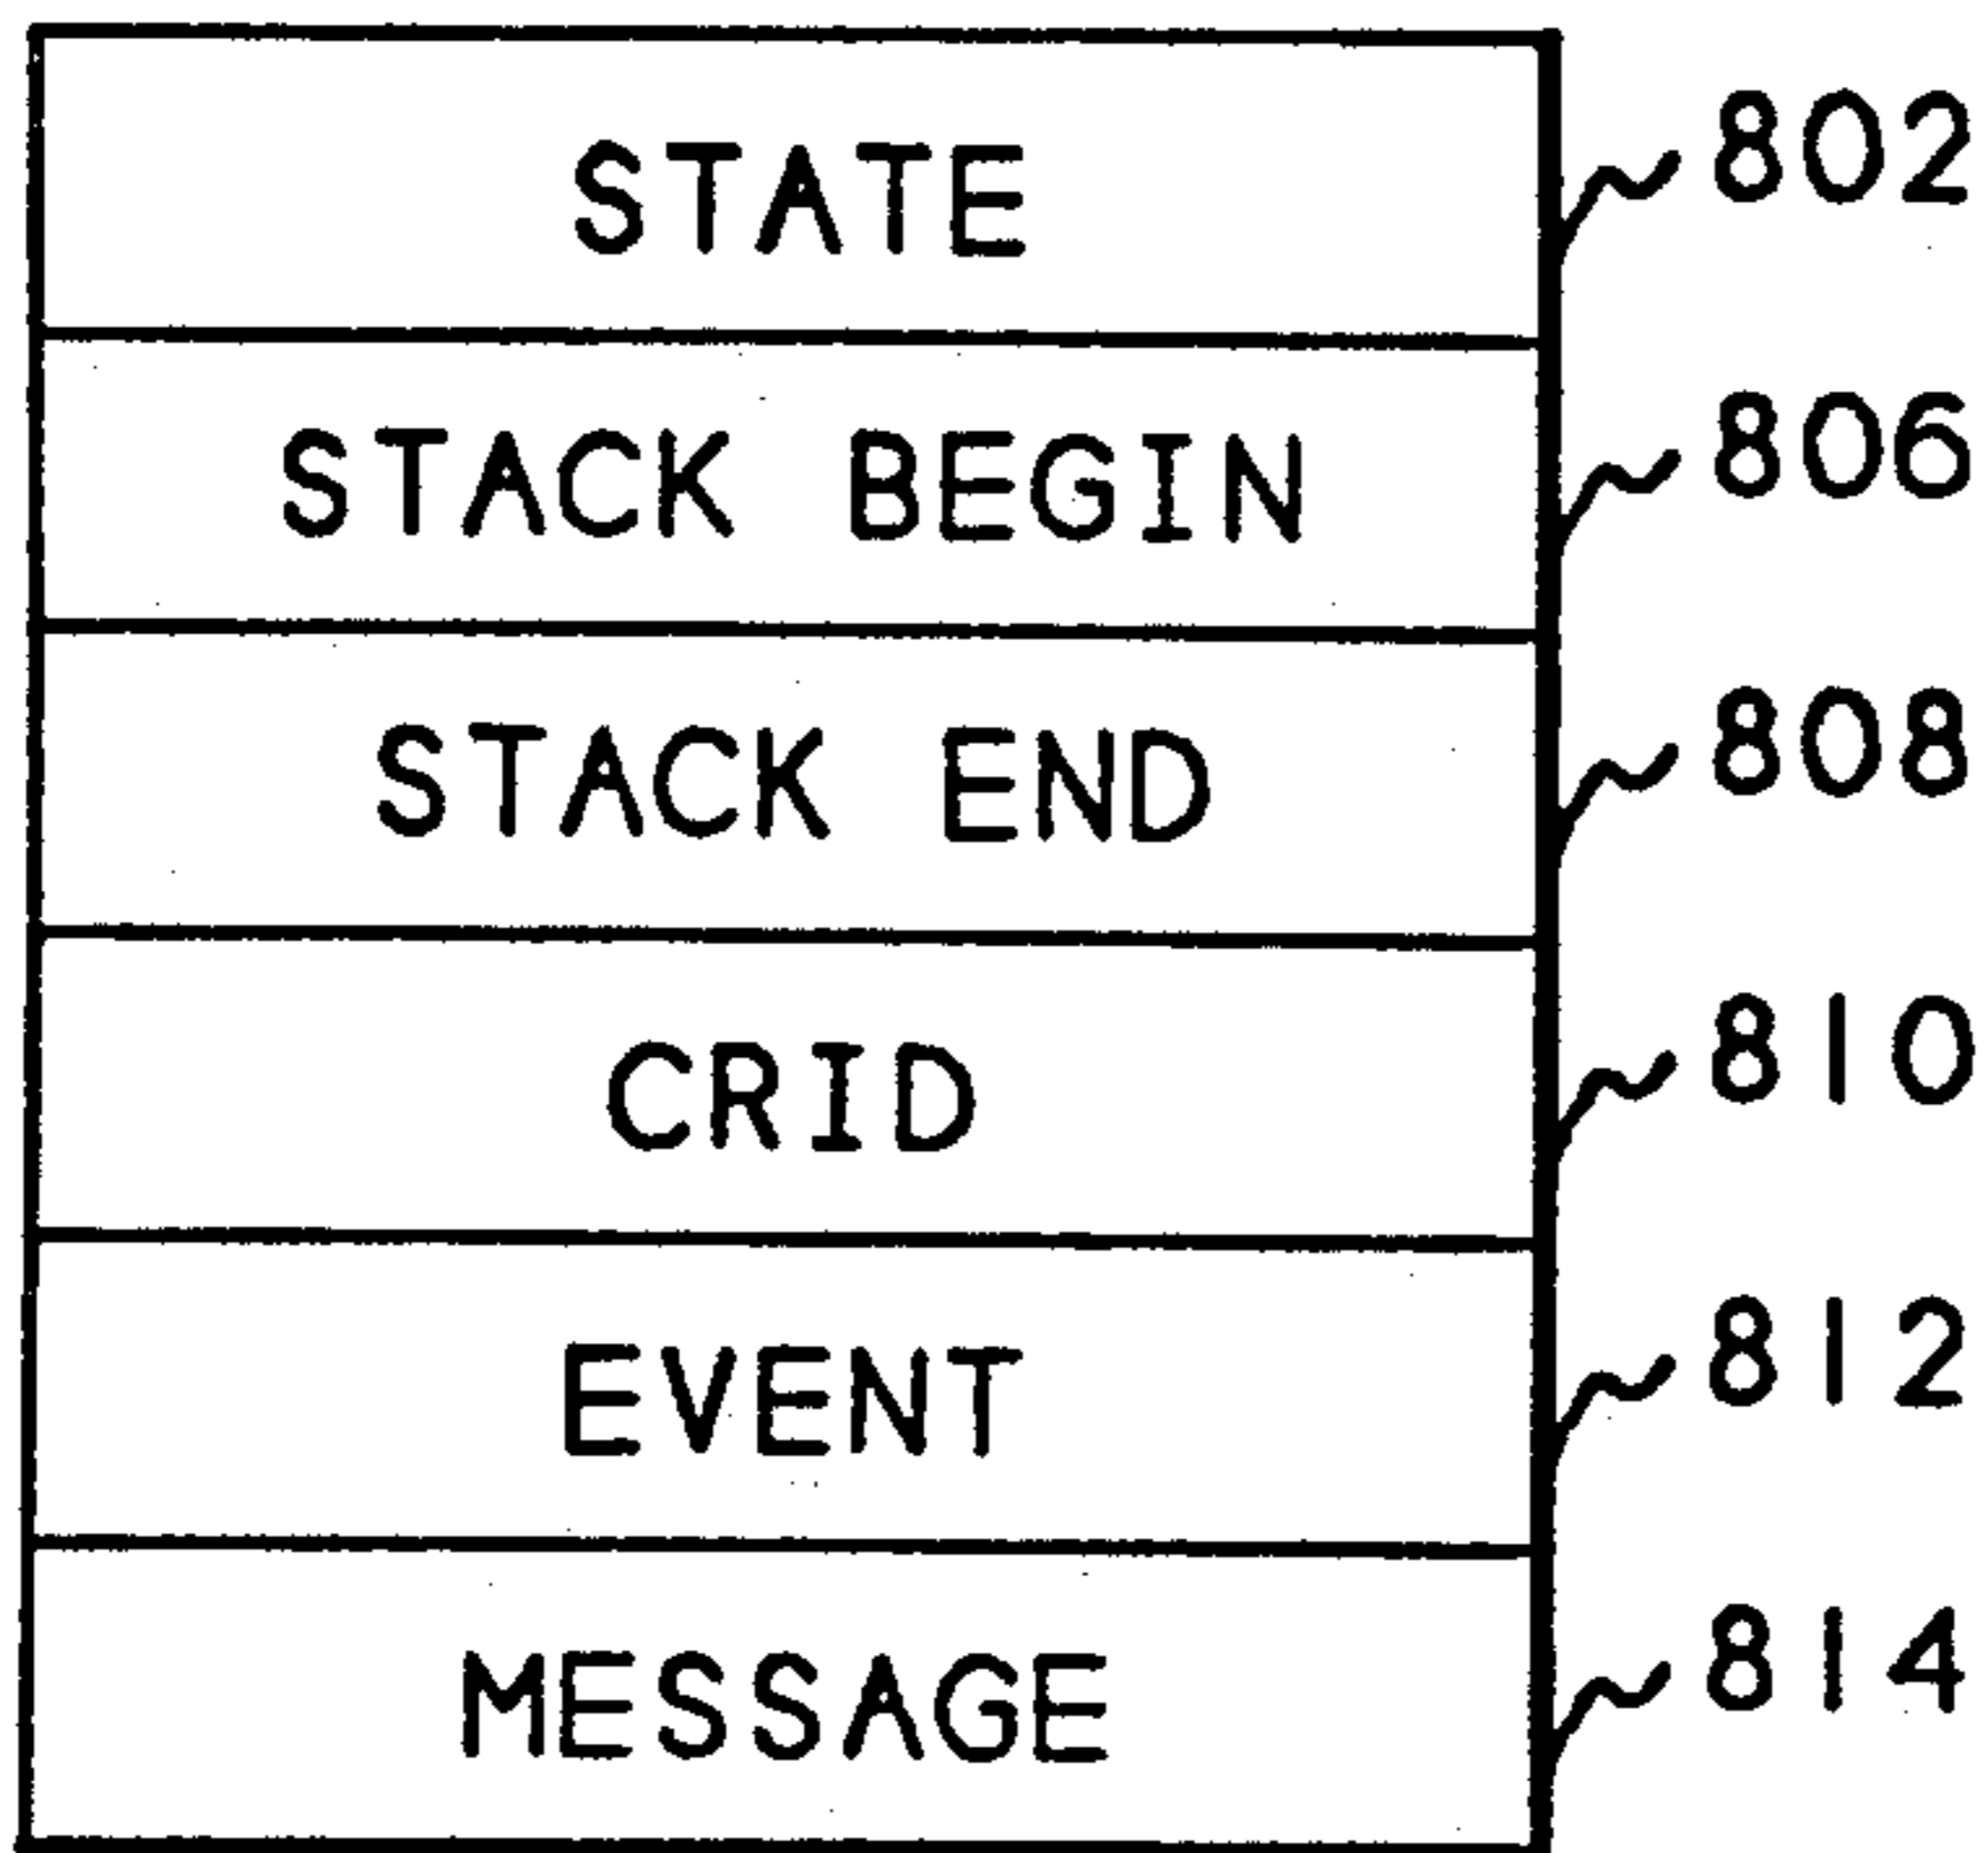 STATE 802
STACK BEGIN 806
STACK END 808
CRID 810
EVENT 812
MESSAGE 814